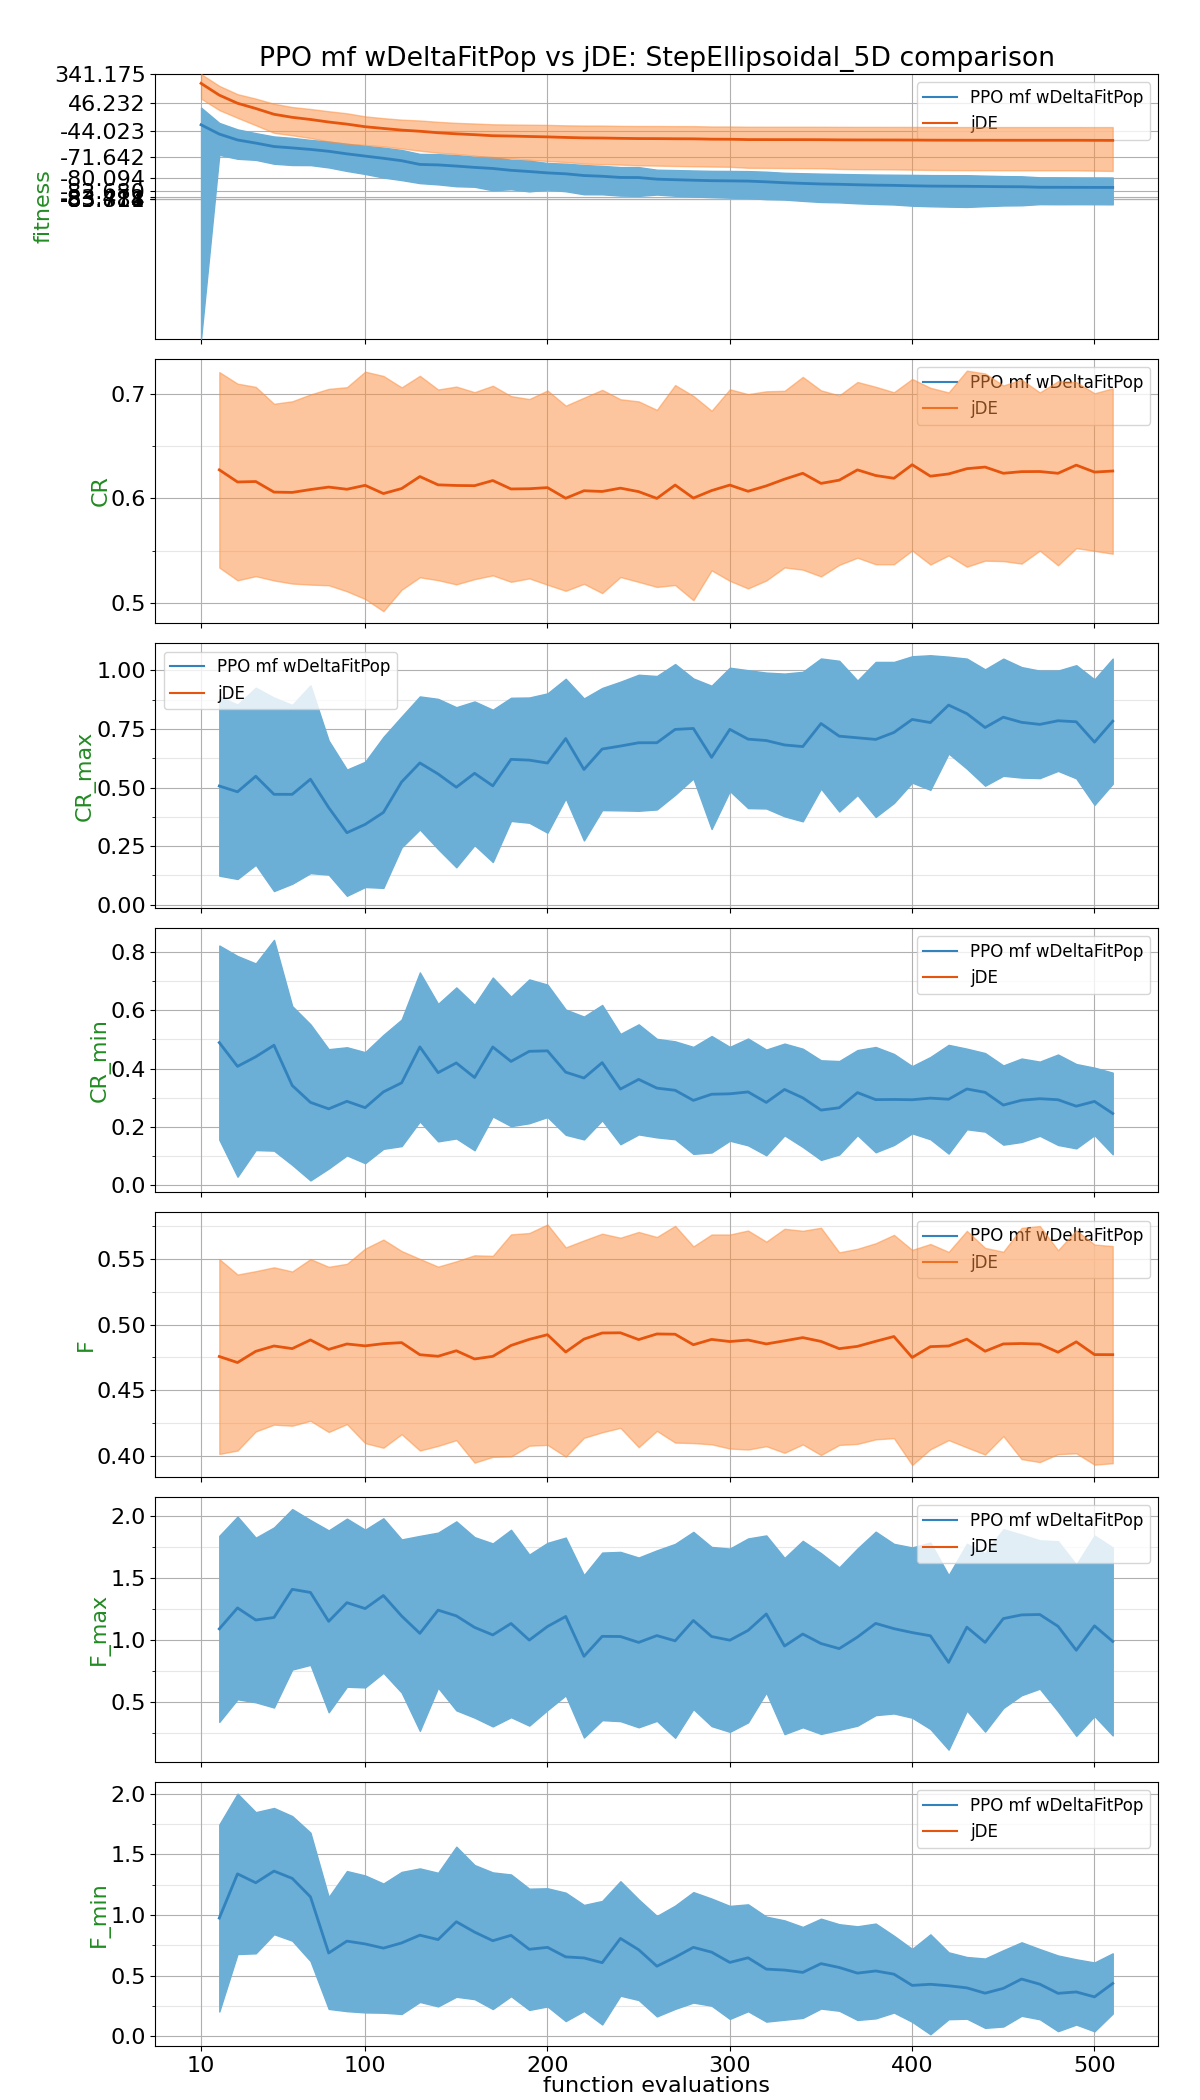 PPO mf wDeltaFitPop vs jDE: StepEllipsoidal_5D comparison
341.175
46.232
-44.023
-71.642
-80.094
fitness
PPO mf wDeltaFitPop
jDE
0.7
0.6
0.5
CR
PPO mf wDeltaFitPop
jDE
1.00
0.75
0.50
0.25
0.00
CR_max
PPO mf wDeltaFitPop
jDE
0.8
0.6
0.4
0.2
0.0
CR_min
PPO mf wDeltaFitPop
jDE
0.55
0.50
0.45
0.40
F
PPO mf wDeltaFitPop
jDE
2.0
1.5
1.0
0.5
F_max
PPO mf wDeltaFitPop
jDE
2.0
1.5
1.0
0.5
0.0
F_min
PPO mf wDeltaFitPop
jDE
10 100 200 300 400 500
function evaluations